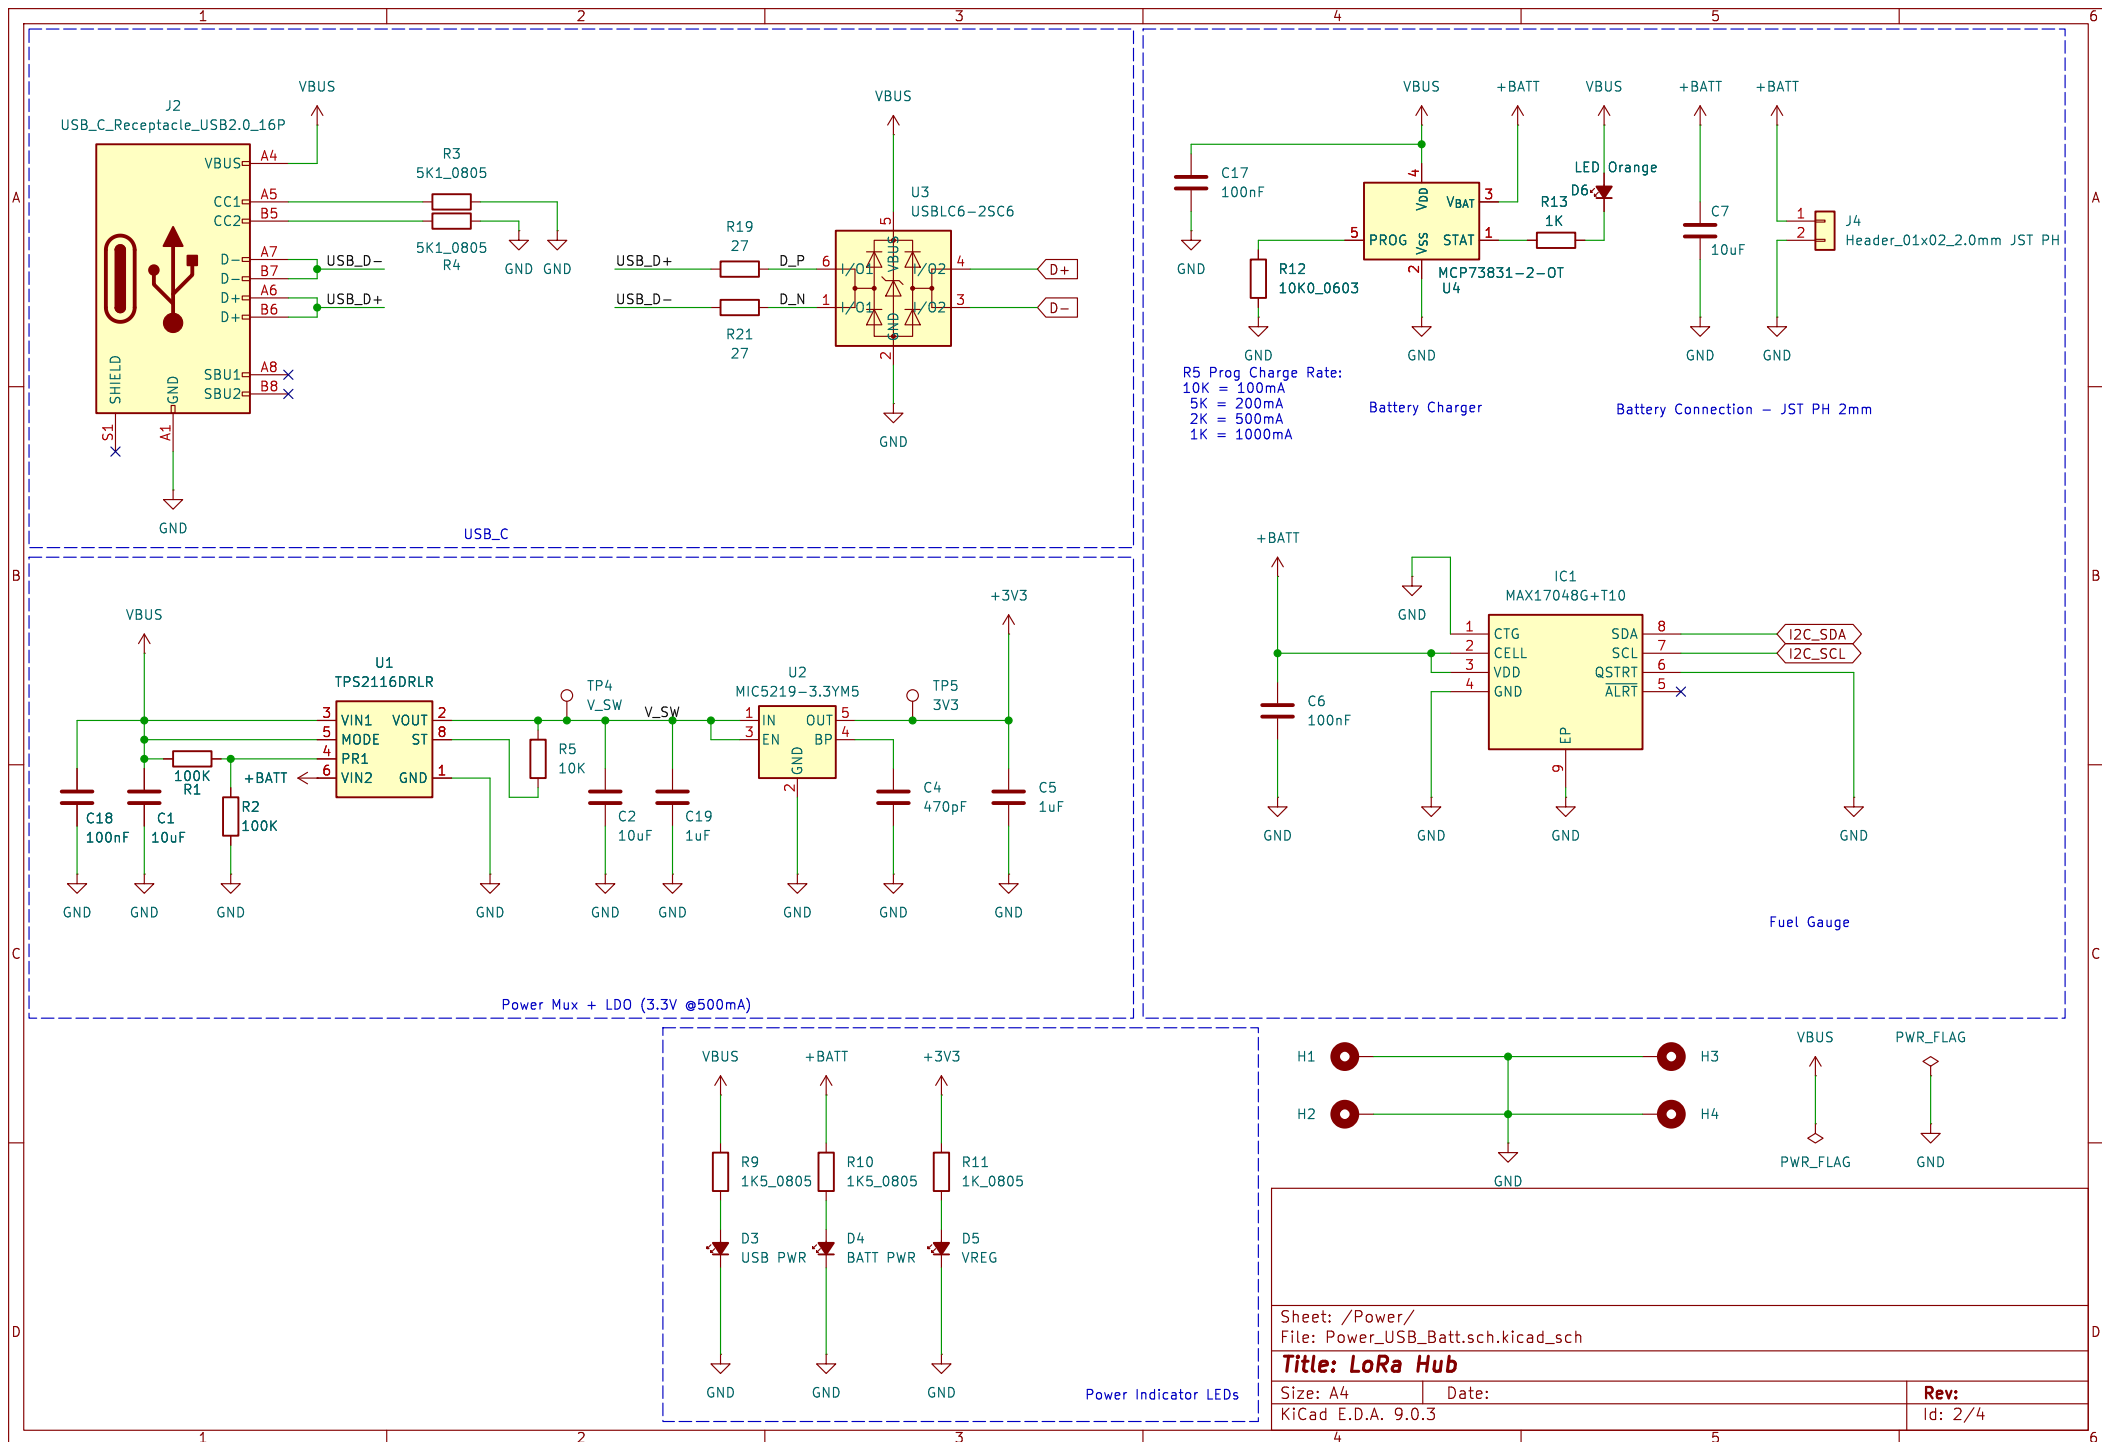 1 2 3 4 5 6
A
B
C
D
A
B
C
D
1 2 3 4 5 6
J2
USB_C_Receptacle_USB2.0_16P
VBUS
VBUS A4
CC1 A5
CC2 B5
D- A7
D- B7
D+ A6
D+ B6
SBU1 A8
SBU2 B8
SHIELD
GND
S1
A1
GND
R3
5K1_0805
5K1_0805
R4
GND
GND
USB_D-
USB_D+
USB_D+
USB_D-
R19
27
R21
27
D_P
D_N
VBUS
U3
USBLC6-2SC6
5
VBUS
6 I/O1 I/O2 4
1 I/O1 I/O2 3
GND
2
GND
D+
D-
USB_C
VBUS
+BATT
VBUS
+BATT
+BATT
C17
100nF
GND
4
VDD
VBAT 3
5 PROG STAT 1
VSS
2
MCP73831-2-OT
U4
GND
LED Orange
D6
R13
1K
R12
10K0_0603
GND
C7
10uF
GND
1
2
J4
Header_01x02_2.0mm JST PH
GND
R5 Prog Charge Rate:
10K = 100mA
5K = 200mA
2K = 500mA
1K = 1000mA
Battery Charger
Battery Connection - JST PH 2mm
+BATT
C6
100nF
GND
GND
IC1
MAX17048G+T10
1 CTG SDA 8
2 CELL SCL 7
3 VDD QSTRT 6
4 GND ALRT 5
EP
9
I2C_SDA
I2C_SCL
GND
GND
GND
Fuel Gauge
VBUS
U1
TPS2116DRLR
3 VIN1 VOUT 2
5 MODE ST 8
4 PR1
6 VIN2 GND 1
+BATT
100K
R1
R2
100K
C18
100nF
C1
10uF
GND
GND
GND
GND
TP4
V_SW
V_SW
R5
10K
C2
10uF
C19
1uF
GND
GND
U2
MIC5219-3.3YM5
1 IN OUT 5
3 EN BP 4
GND
2
GND
TP5
3V3
+3V3
C4
470pF
C5
1uF
GND
GND
Power Mux + LDO (3.3V @500mA)
VBUS
+BATT
+3V3
R9
1K5_0805
R10
1K5_0805
R11
1K_0805
D3
USB PWR
D4
BATT PWR
D5
VREG
GND
GND
GND
Power Indicator LEDs
H1
H2
H3
H4
GND
VBUS
PWR_FLAG
PWR_FLAG
GND
Sheet: /Power/
File: Power_USB_Batt.sch.kicad_sch
Title: LoRa Hub
Size: A4
Date:
Rev:
KiCad E.D.A. 9.0.3
Id: 2/4